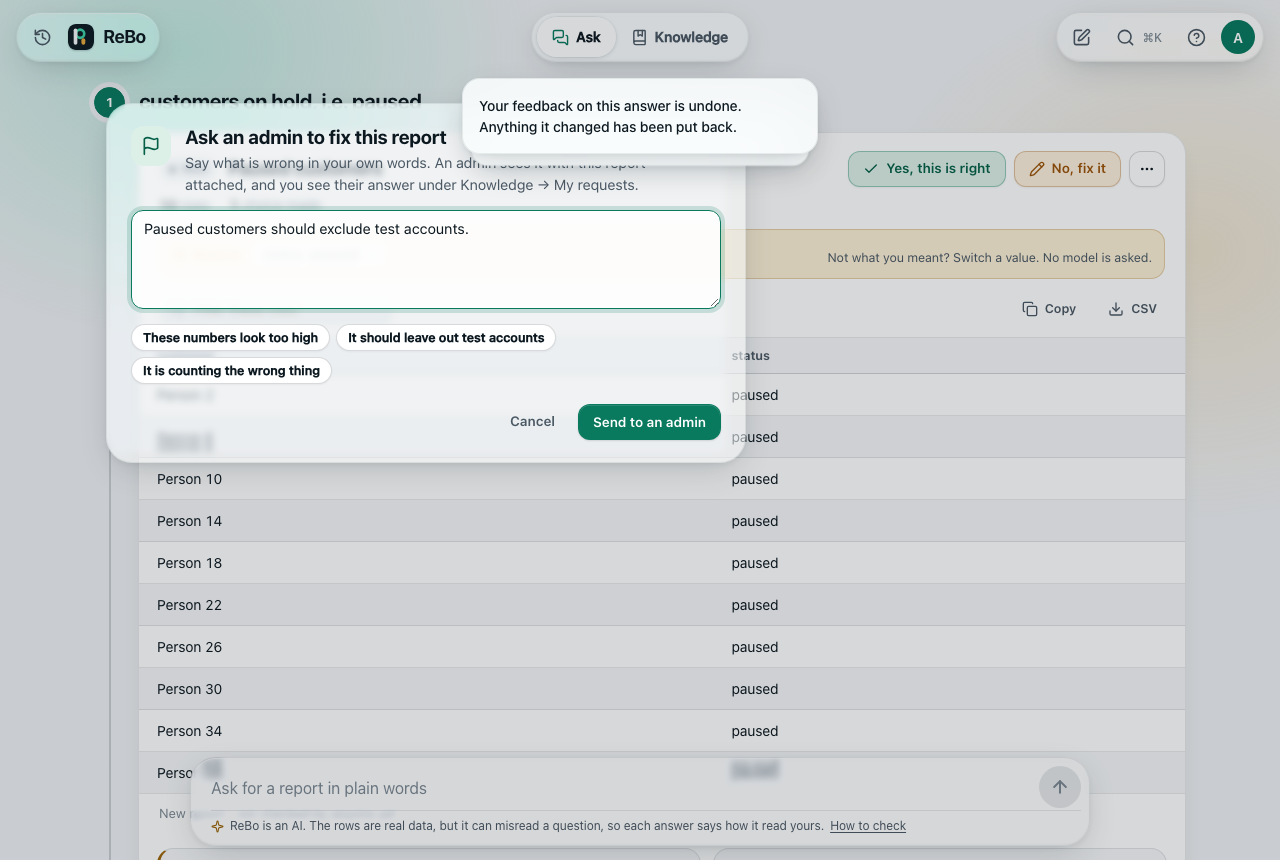 ReBo
Ask
Knowledge
⌘K
A
1
customers on hold, i.e. paused
Your feedback on this answer is undone.
Anything it changed has been put back.
Ask an admin to fix this report
Say what is wrong in your own words. An admin sees it with this report
attached, and you see their answer under Knowledge → My requests.
Yes, this is right
No, fix it
Paused customers should exclude test accounts.
Not what you meant? Switch a value. No model is asked.
Copy
CSV
These numbers look too high
It should leave out test accounts
It is counting the wrong thing
status
paused
Cancel
Send to an admin
paused
Person 10 paused
Person 14 paused
Person 18 paused
Person 22 paused
Person 26 paused
Person 30 paused
Person 34 paused
Ask for a report in plain words
New
ReBo is an AI. The rows are real data, but it can misread a question, so each answer says how it read yours. How to check